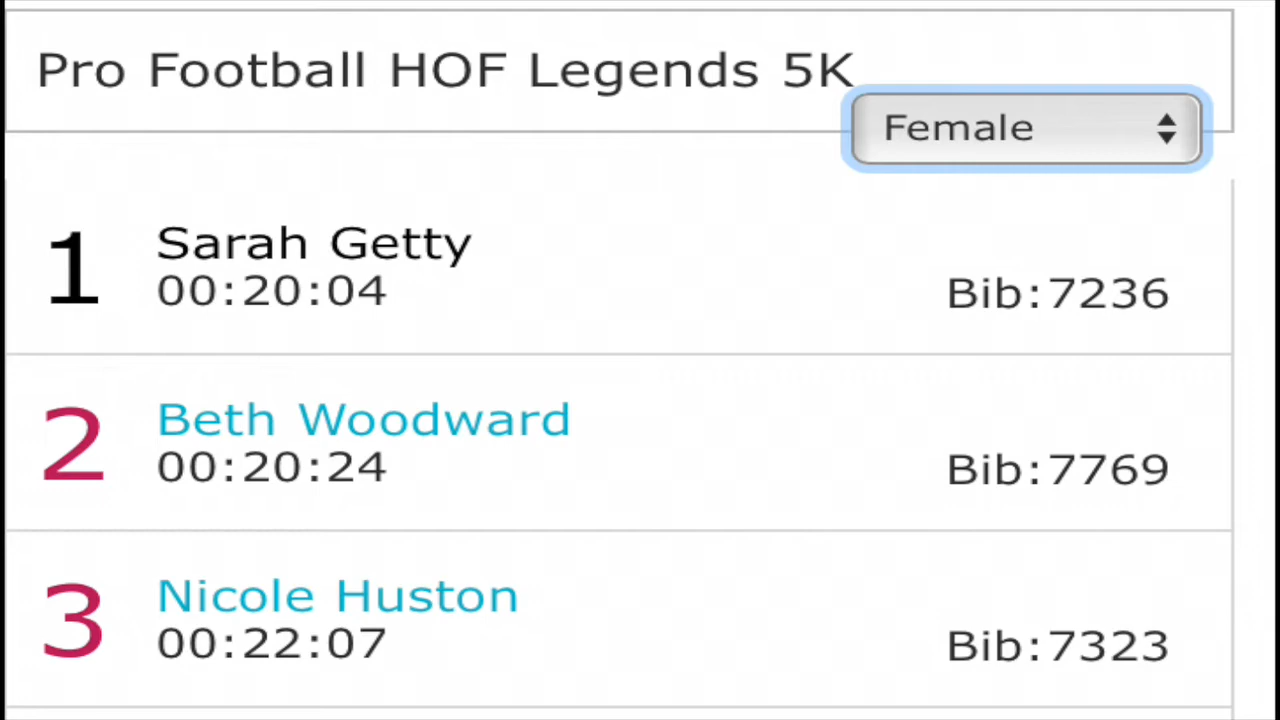 Pro Football HOF Legends 5K
Female
1
Sarah Getty
00:20:04
Bib:7236
2
Beth Woodward
00:20:24
Bib:7769
3
Nicole Huston
00:22:07
Bib:7323